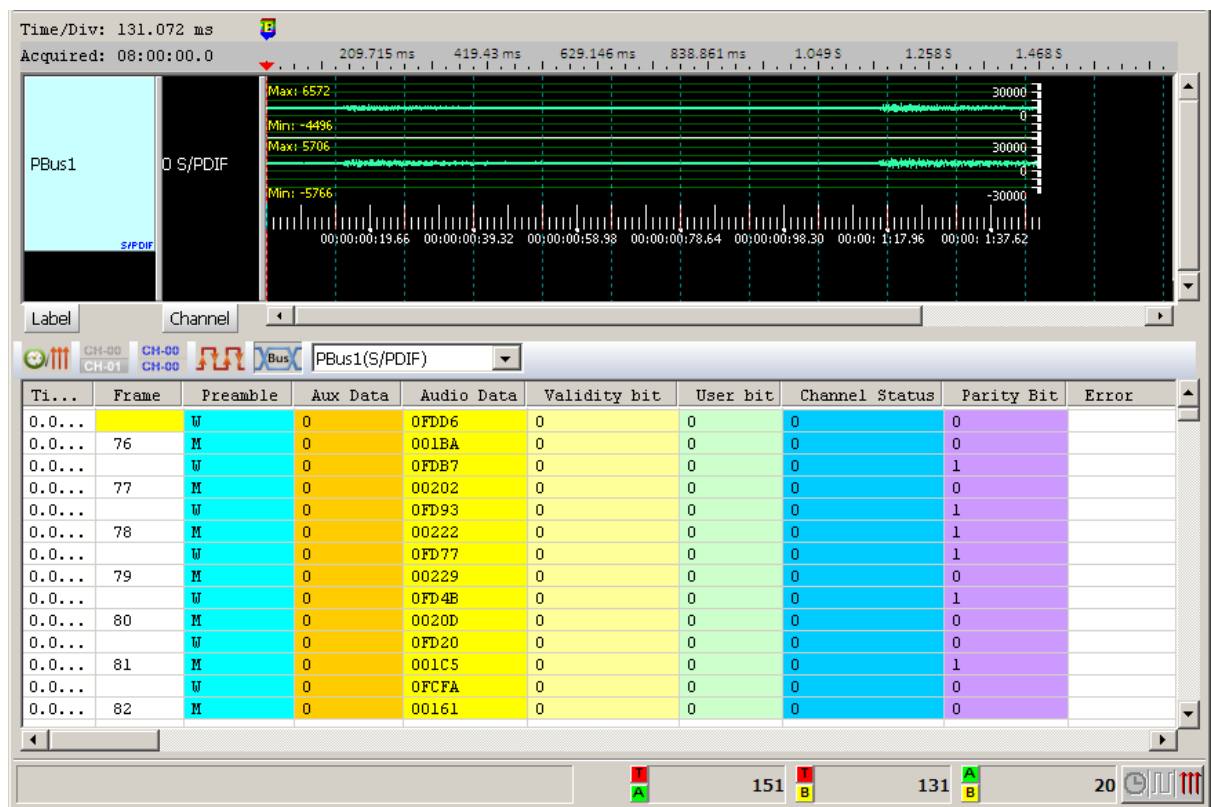 Time/Div: 131.072 ms
Acquired: 08:00:00.0
209.715 ms 419.43 ms 629.146 ms 838.861 ms 1.049 S 1.258 S 1.468 S
PBus1
S/PDIF
0 S/PDIF
Max: 6572
30000
0
Min: -4496
Max: 5706
30000
0
Min: -5766
-30000
00:00:00:19.66 00:00:00:39.32 00:00:00:58.98 00:00:00:78.64 00:00:00:98.30 00:00: 1:17.96 00:00: 1:37.62
Label Channel
CH-00 CH-01 CH-00 CH-00 Bus PBus1(S/PDIF)
Ti... Frame Preamble Aux Data Audio Data Validity bit User bit Channel Status Parity Bit Error
0.0... W 0 0FDD6 0 0 0 0
0.0... 76 M 0 001BA 0 0 0 0
0.0... W 0 0FDB7 0 0 0 1
0.0... 77 M 0 00202 0 0 0 0
0.0... W 0 0FD93 0 0 0 1
0.0... 78 M 0 00222 0 0 0 1
0.0... W 0 0FD77 0 0 0 1
0.0... 79 M 0 00229 0 0 0 0
0.0... W 0 0FD4B 0 0 0 1
0.0... 80 M 0 0020D 0 0 0 0
0.0... W 0 0FD20 0 0 0 0
0.0... 81 M 0 001C5 0 0 0 1
0.0... W 0 0FCFA 0 0 0 0
0.0... 82 M 0 00161 0 0 0 0
T A 151 T B 131 A B 20